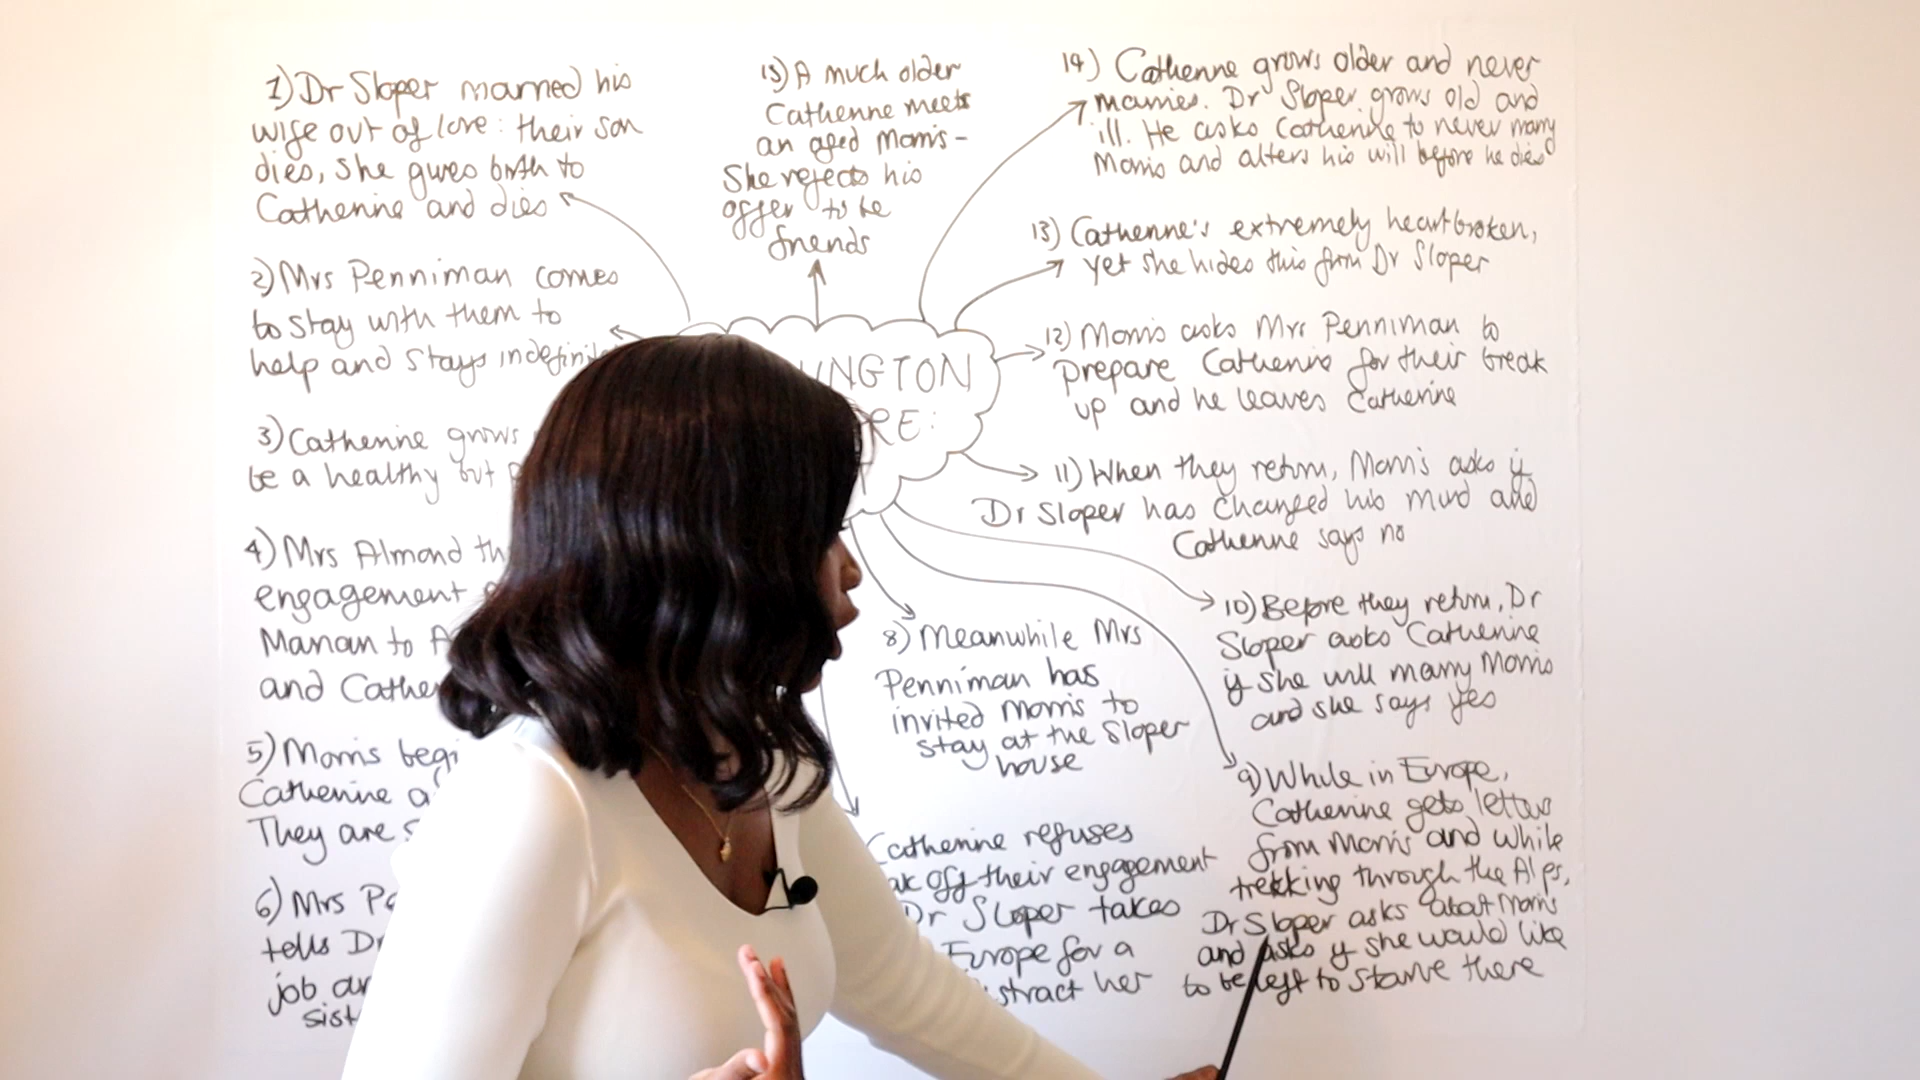 1) Dr Sloper married his
wife out of love: their son
dies, she gives birth to
Catherine and dies
2) Mrs Penniman comes
to stay with them to
help and stays
3) Catherine grows
be a healthy but
4) Mrs Almond
engagement
Marian to
and
5) Morris
Catherine
They are
6) Mrs
tells
job
15) A much older
Catherine meets
an aged Morris -
She rejects his
offer to be
friends
14) Catherine grows older and never
marries. Dr Sloper grows old and
ill. He asks Catherine to never marry
Morris and alters his will before he dies
13) Catherine's extremely heartbroken,
yet she hides this from Dr Sloper
12) Morris asks Mrs Penniman to
prepare Catherine for their break
up and he leaves Catherine
11) When they return, Morris asks if
Dr Sloper has changed his mind and
Catherine says no
10) Before they return, Dr
Sloper asks Catherine
if she will marry Morris
and she says yes
9) While in Europe,
Catherine gets letters
from Morris and while
trekking through the Alps,
Dr Sloper asks about Morris
and asks if she would like
to be left to starve there
8) Meanwhile Mrs
Penniman has
invited Morris to
stay at the Sloper
house
Catherine refuses
off their engagement
Dr Sloper takes
Europe for a
her